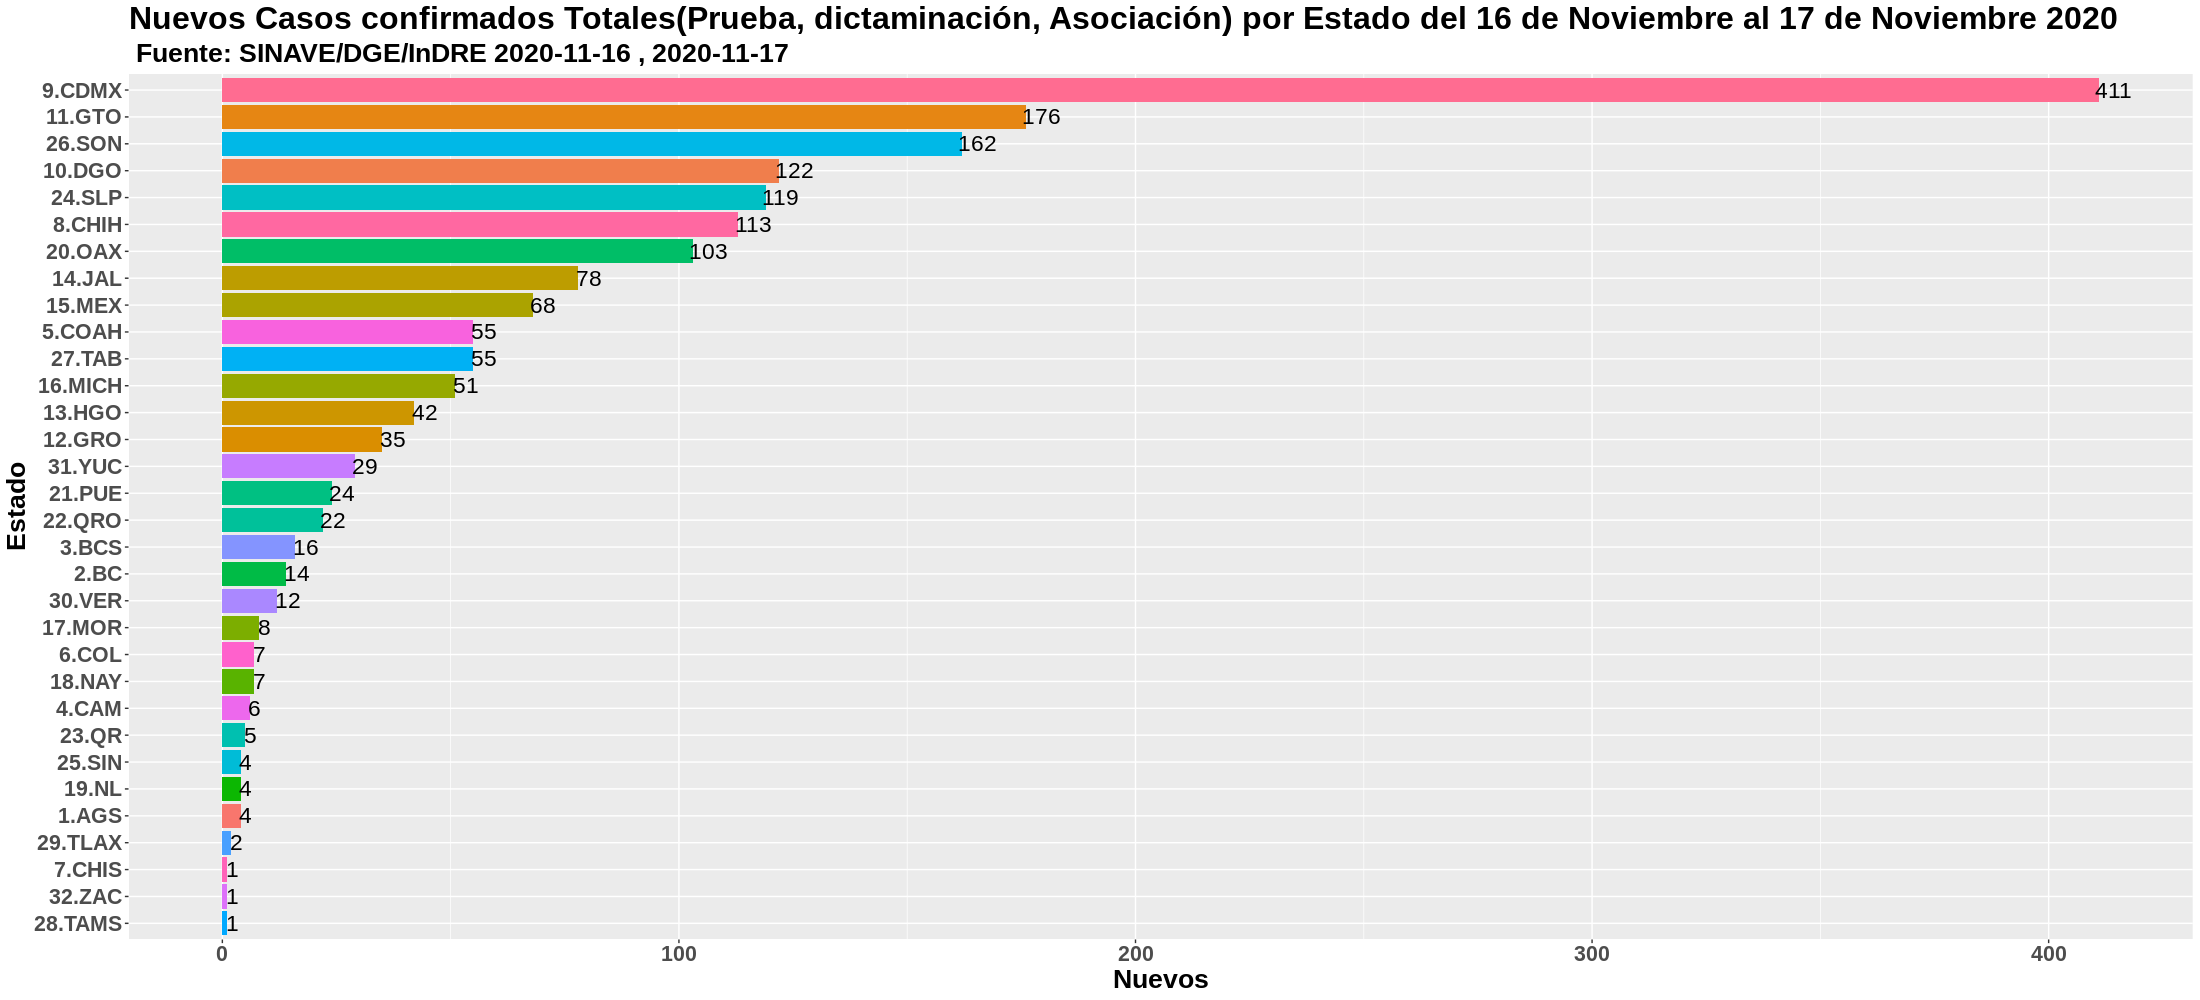 Nuevos Casos confirmados Totales(Prueba, dictaminación, Asociación) por Estado del 16 de Noviembre al 17 de Noviembre 2020
Fuente: SINAVE/DGE/InDRE 2020-11-16 , 2020-11-17
Estado
9.CDMX 411
11.GTO 176
26.SON 162
10.DGO 122
24.SLP 119
8.CHIH 113
20.OAX 103
14.JAL 78
15.MEX 68
5.COAH 55
27.TAB 55
16.MICH 51
13.HGO 42
12.GRO 35
31.YUC 29
21.PUE 24
22.QRO 22
3.BCS 16
2.BC 14
30.VER 12
17.MOR 8
6.COL 7
18.NAY 7
4.CAM 6
23.QR 5
25.SIN 4
19.NL 4
1.AGS 4
29.TLAX 2
7.CHIS 1
32.ZAC 1
28.TAMS 1
0 100 200 300 400
Nuevos